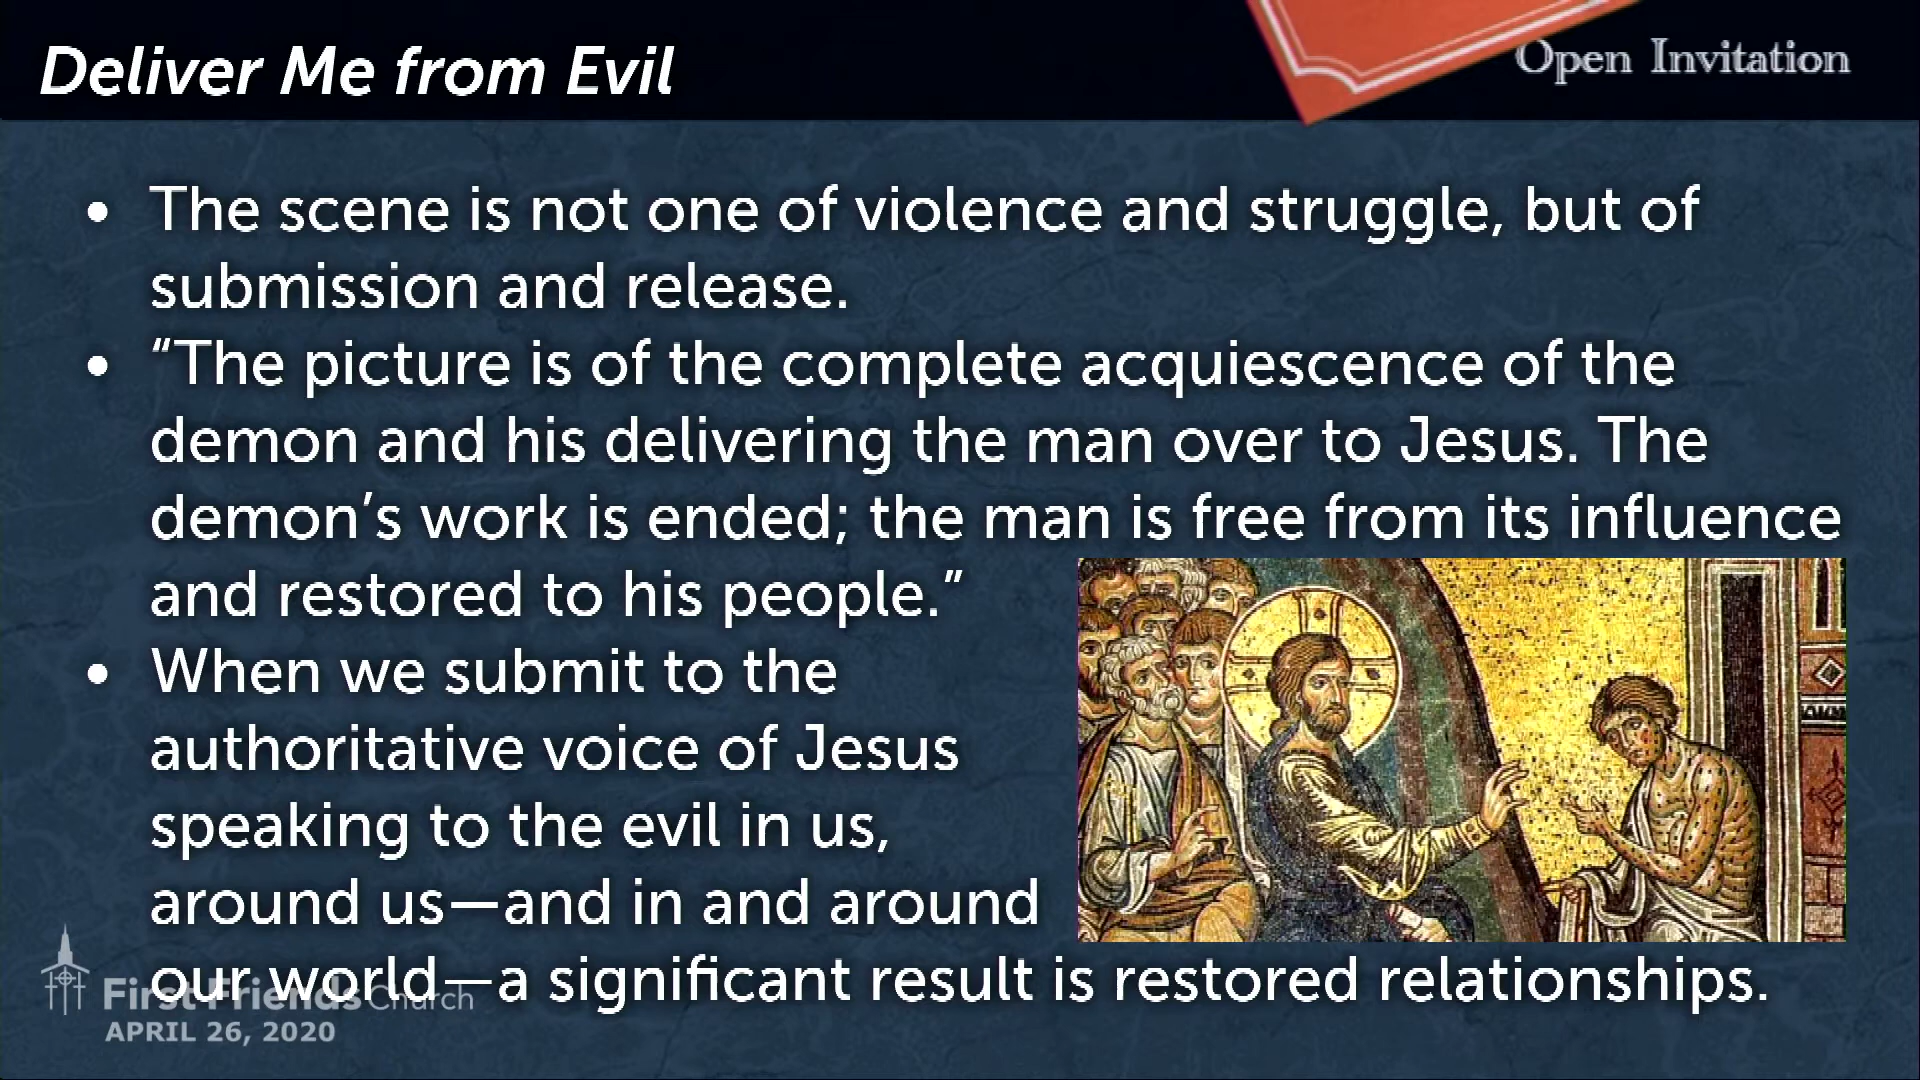 Deliver Me from Evil
Open Invitation
• The scene is not one of violence and struggle, but of
submission and release.
• “The picture is of the complete acquiescence of the
demon and his delivering the man over to Jesus. The
demon’s work is ended; the man is free from its influence
and restored to his people.”
• When we submit to the
authoritative voice of Jesus
speaking to the evil in us,
around us—and in and around
our world—a significant result is restored relationships.
First Friends Church
APRIL 26, 2020